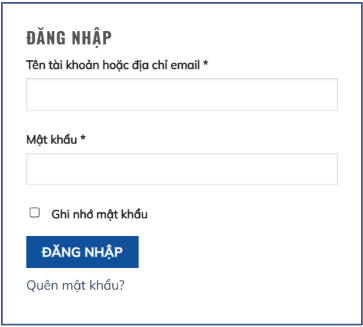 ĐĂNG NHẬP
Tên tài khoản hoặc địa chỉ email *
Mật khẩu *
Ghi nhớ mật khẩu
ĐĂNG NHẬP
Quên mật khẩu?